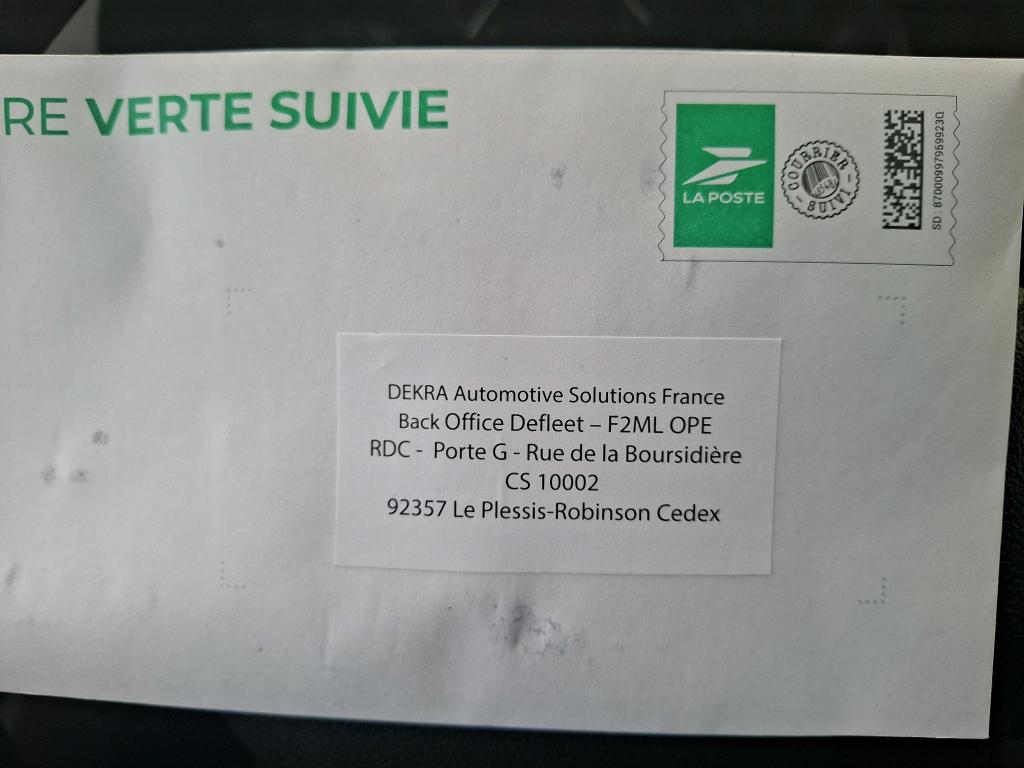 RE VERTE SUIVIE
LA POSTE
COURRIER
SUIVI
SD : 87000997969923Q
DEKRA Automotive Solutions France
Back Office Defleet – F2ML OPE
RDC - Porte G - Rue de la Boursidière
CS 10002
92357 Le Plessis-Robinson Cedex